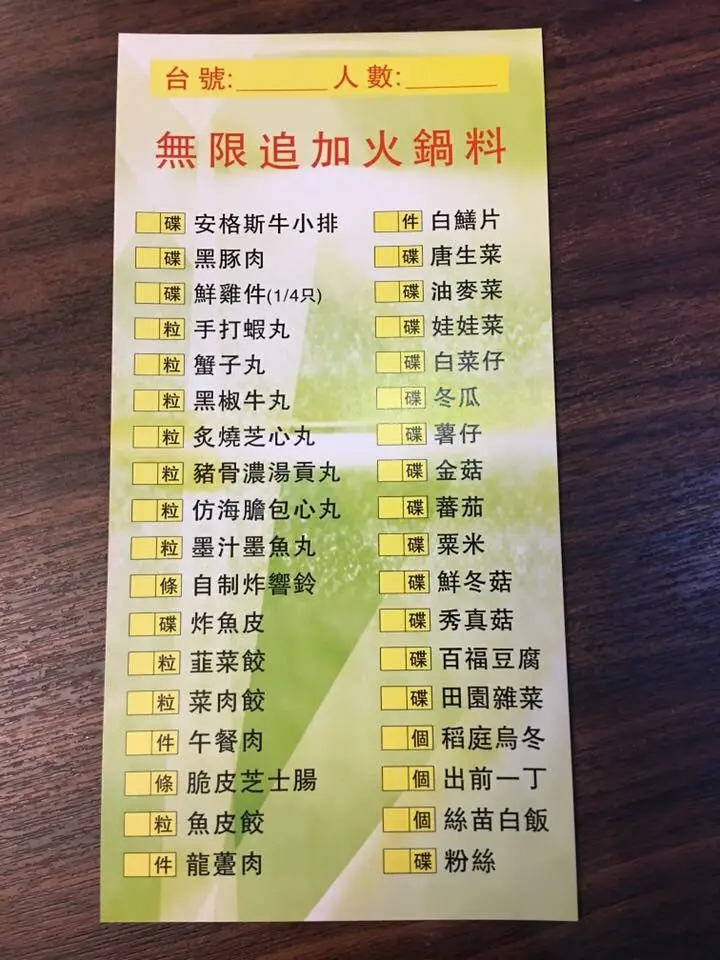 台號:______ 人數:______
無限追加火鍋料
碟 安格斯牛小排
碟 黑豚肉
碟 鮮雞件(1/4只)
粒 手打蝦丸
粒 蟹子丸
粒 黑椒牛丸
粒 炙燒芝心丸
粒 豬骨濃湯貢丸
粒 仿海膽包心丸
粒 墨汁墨魚丸
條 自制炸響鈴
碟 炸魚皮
粒 韮菜餃
粒 菜肉餃
件 午餐肉
條 脆皮芝士腸
粒 魚皮餃
件 龍躉肉
件 白鱔片
碟 唐生菜
碟 油麥菜
碟 娃娃菜
碟 白菜仔
碟 冬瓜
碟 薯仔
碟 金菇
碟 蕃茄
碟 粟米
碟 鮮冬菇
碟 秀真菇
碟 百福豆腐
碟 田園雜菜
個 稻庭烏冬
個 出前一丁
個 絲苗白飯
碟 粉絲